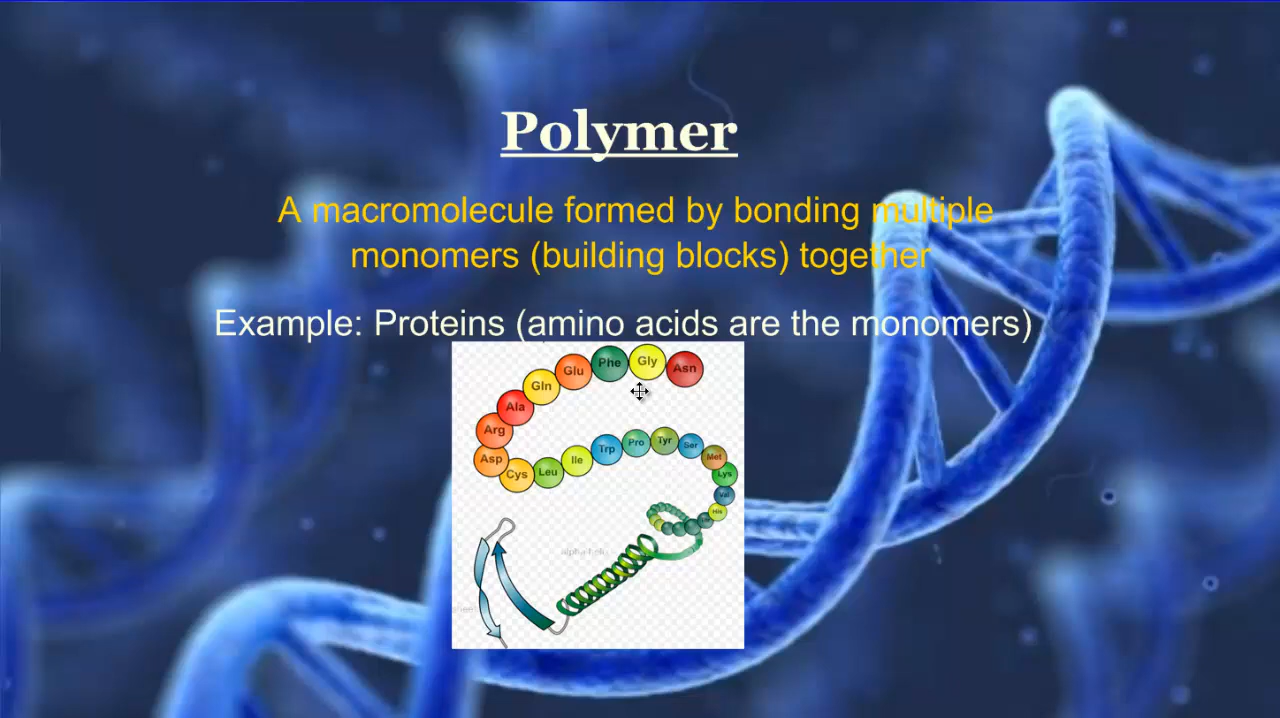 Polymer
A macromolecule formed by bonding multiple
monomers (building blocks) together
Example: Proteins (amino acids are the monomers)
Asn
Gly
Phe
Glu
Gln
Ala
Arg
Asp
Cys
Leu
Ile
Trp
Pro
Tyr
Ser
Met
Lys
Val
His
alpha-helix
sheet